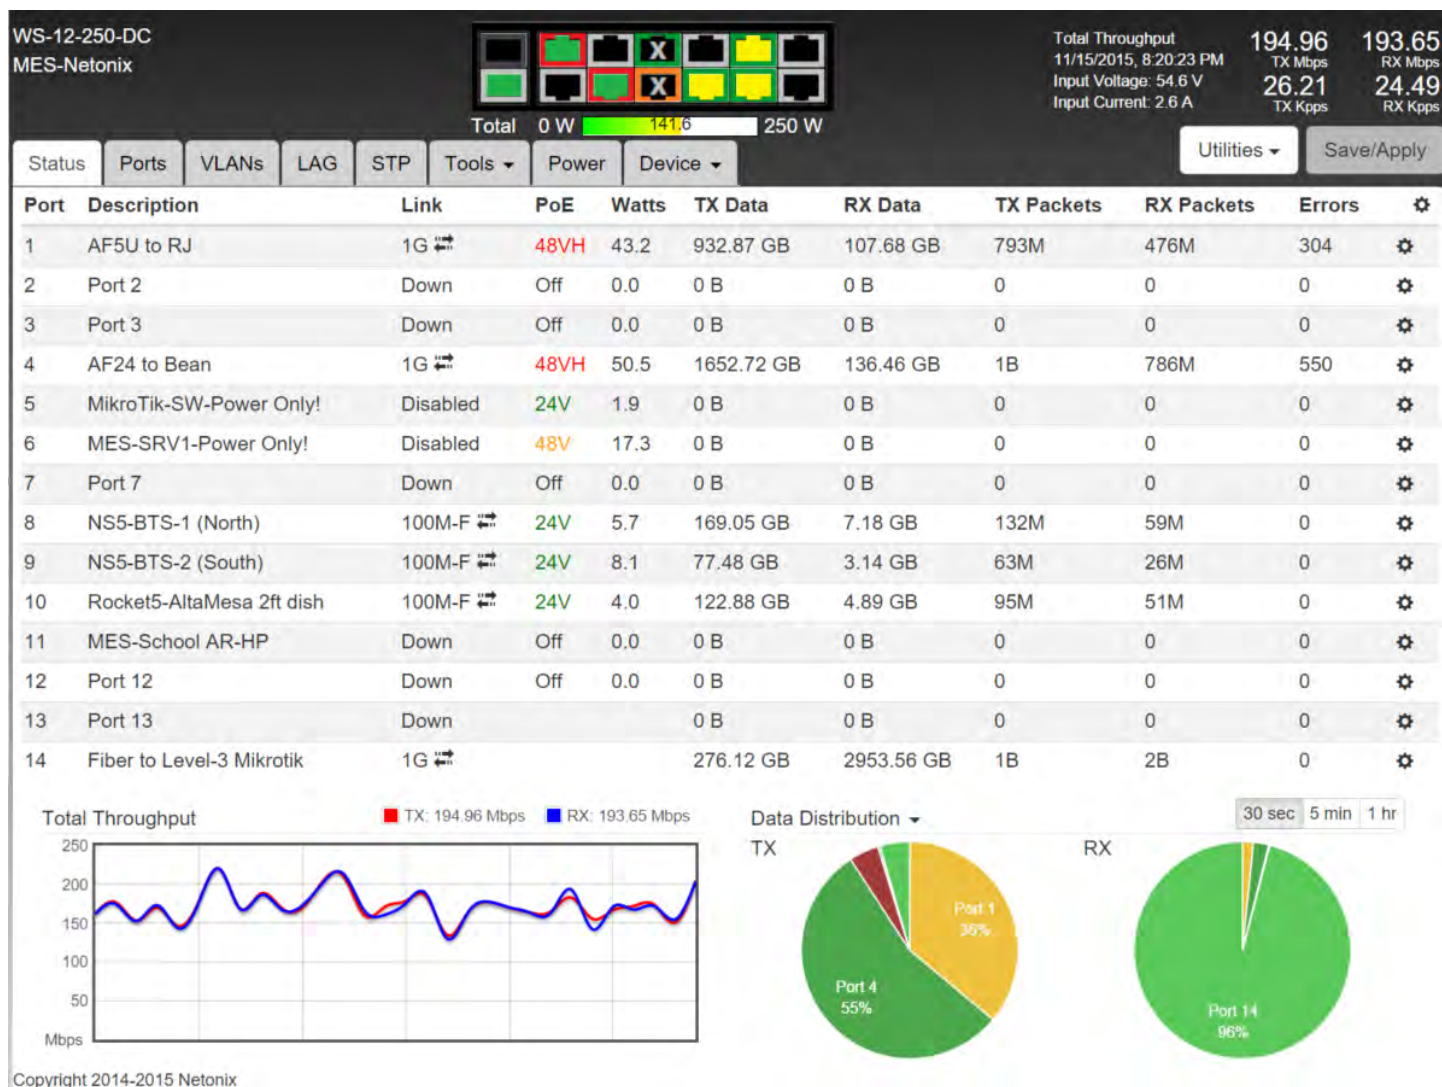 WS-12-250-DC
MES-Netonix
X
X
Total 0 W 141.6 250 W
Total Throughput 194.96 193.65
11/15/2015, 8:20:23 PM TX Mbps RX Mbps
Input Voltage: 54.6 V 26.21 24.49
Input Current: 2.6 A TX Kpps RX Kpps
Status Ports VLANs LAG STP Tools Power Device Utilities Save/Apply
Port Description Link PoE Watts TX Data RX Data TX Packets RX Packets Errors
1 AF5U to RJ 1G 48VH 43.2 932.87 GB 107.68 GB 793M 476M 304
2 Port 2 Down Off 0.0 0 B 0 B 0 0 0
3 Port 3 Down Off 0.0 0 B 0 B 0 0 0
4 AF24 to Bean 1G 48VH 50.5 1652.72 GB 136.46 GB 1B 786M 550
5 MikroTik-SW-Power Only! Disabled 24V 1.9 0 B 0 B 0 0 0
6 MES-SRV1-Power Only! Disabled 48V 17.3 0 B 0 B 0 0 0
7 Port 7 Down Off 0.0 0 B 0 B 0 0 0
8 NS5-BTS-1 (North) 100M-F 24V 5.7 169.05 GB 7.18 GB 132M 59M 0
9 NS5-BTS-2 (South) 100M-F 24V 8.1 77.48 GB 3.14 GB 63M 26M 0
10 Rocket5-AltaMesa 2ft dish 100M-F 24V 4.0 122.88 GB 4.89 GB 95M 51M 0
11 MES-School AR-HP Down Off 0.0 0 B 0 B 0 0 0
12 Port 12 Down Off 0.0 0 B 0 B 0 0 0
13 Port 13 Down 0 B 0 B 0 0 0
14 Fiber to Level-3 Mikrotik 1G 276.12 GB 2953.56 GB 1B 2B 0
Total Throughput TX: 194.96 Mbps RX: 193.65 Mbps
250
200
150
100
50
Mbps
Data Distribution 30 sec 5 min 1 hr
TX RX
Port 1
36%
Port 4
55%
Port 14
96%
Copyright 2014-2015 Netonix